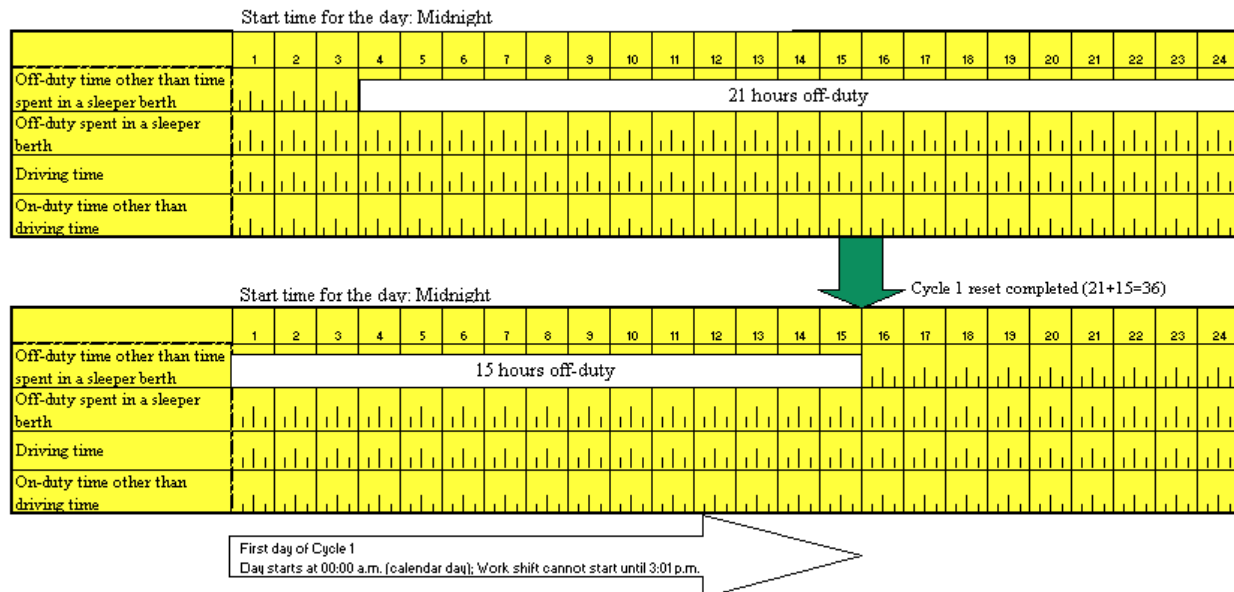 Start time for the day: Midnight
1 2 3 4 5 6 7 8 9 10 11 12 13 14 15 16 17 18 19 20 21 22 23 24
Off-duty time other than time
spent in a sleeper berth
21 hours off-duty
Off-duty spent in a sleeper
berth
Driving time
On-duty time other than
driving time
Cycle 1 reset completed (21+15=36)
Start time for the day: Midnight
1 2 3 4 5 6 7 8 9 10 11 12 13 14 15 16 17 18 19 20 21 22 23 24
Off-duty time other than time
spent in a sleeper berth
15 hours off-duty
Off-duty spent in a sleeper
berth
Driving time
On-duty time other than
driving time
First day of Cycle 1
Day starts at 00:00 a.m. (calendar day); Work shift cannot start until 3:01 p.m.